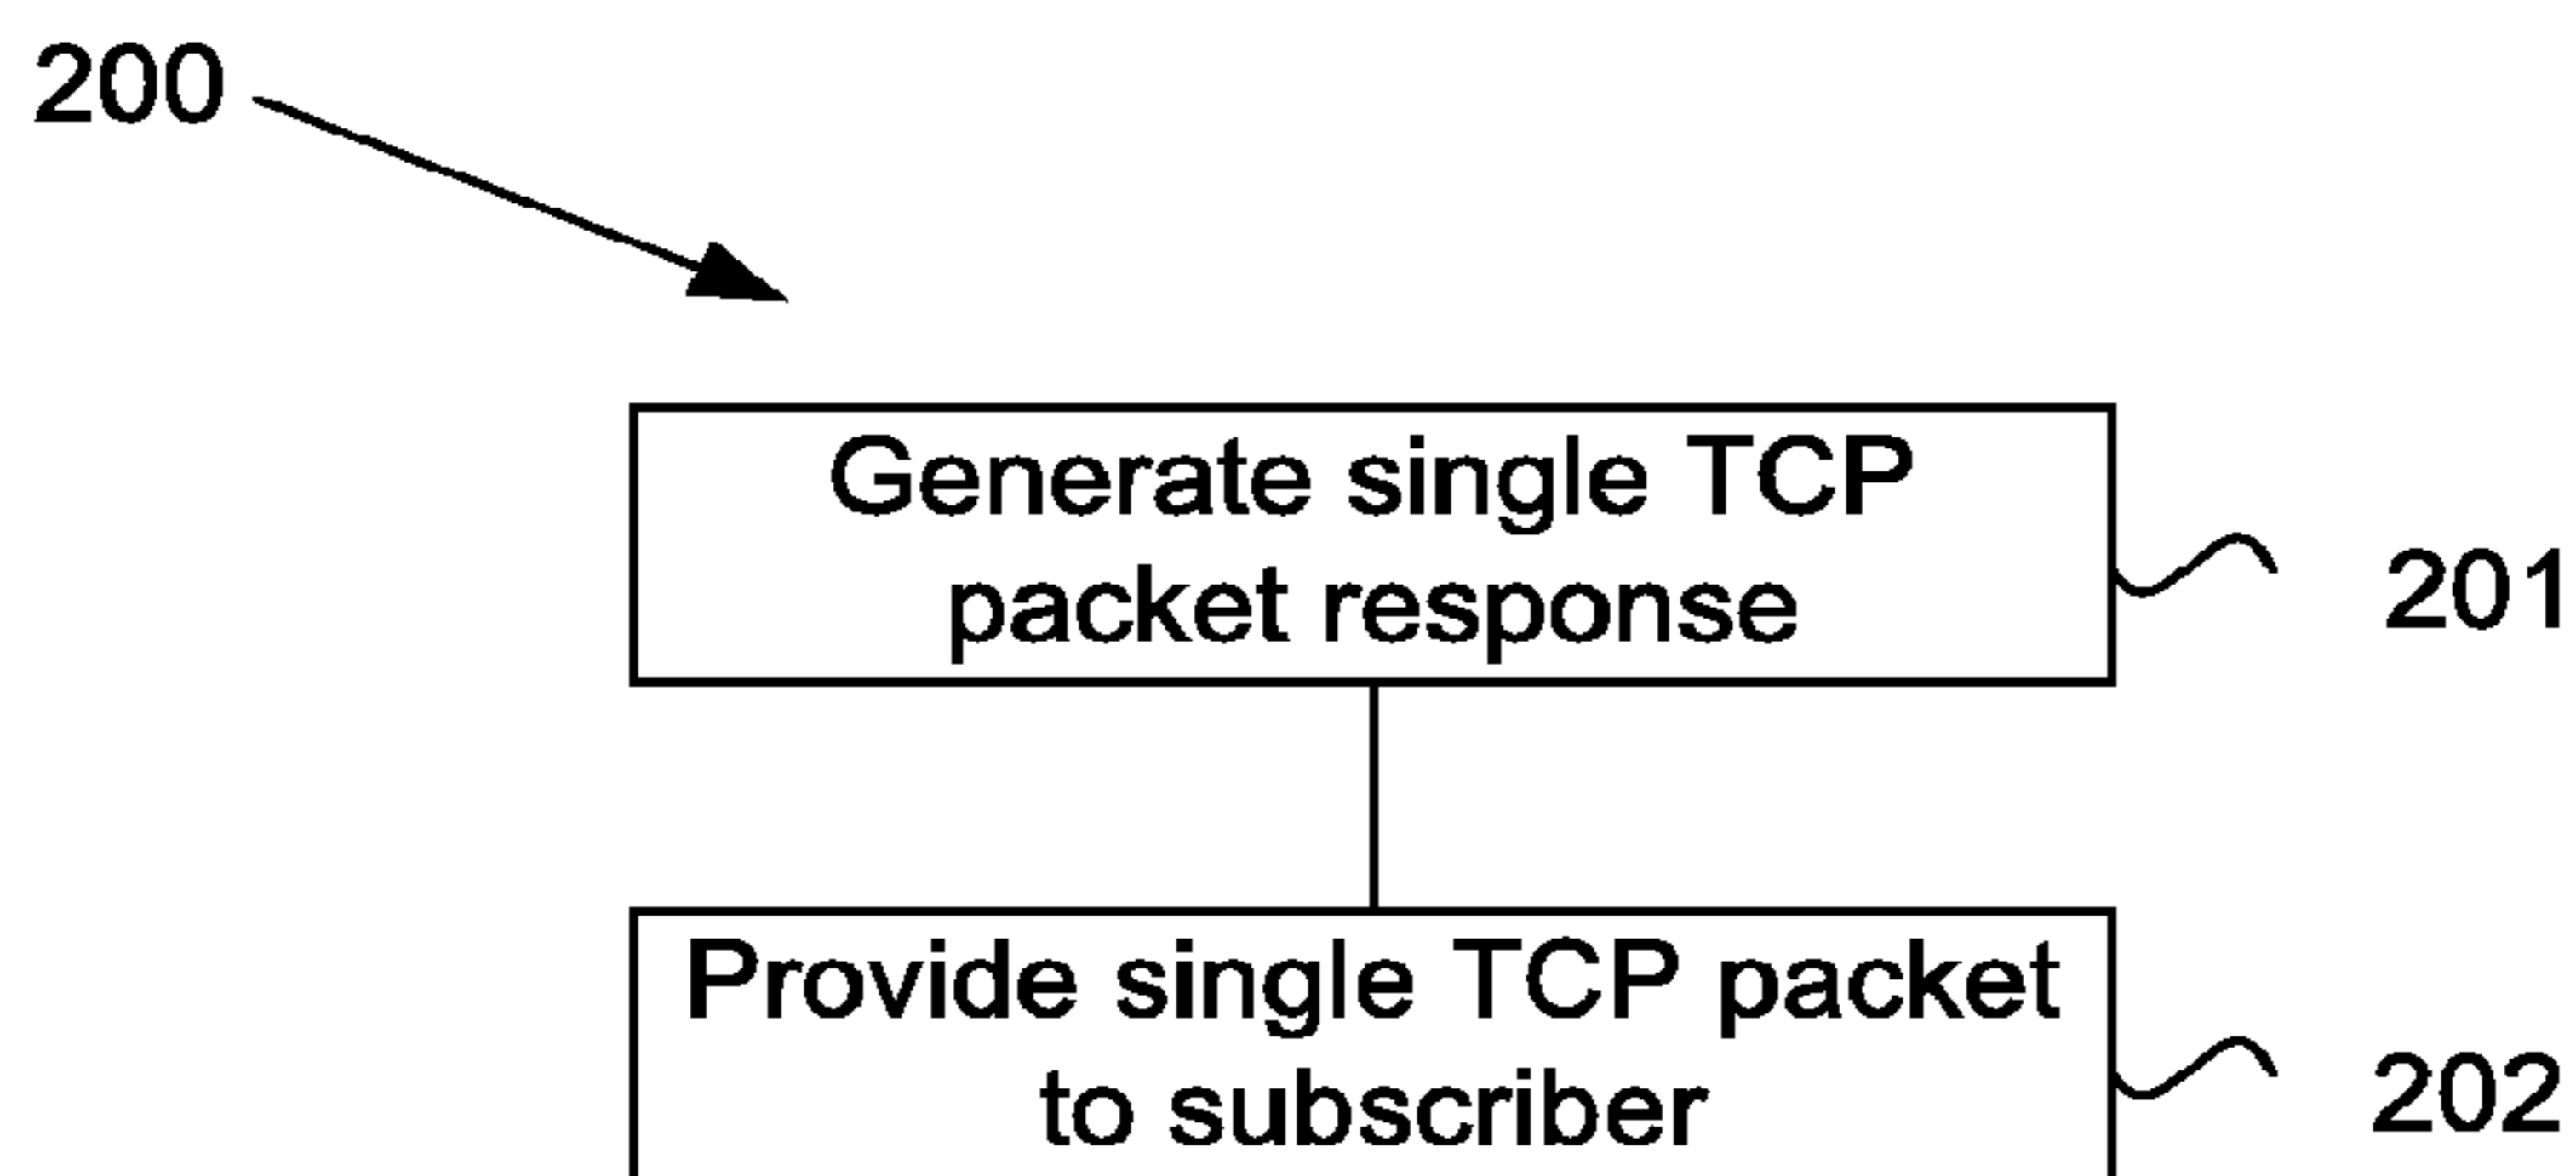 200
Generate single TCP
packet response
201
Provide single TCP packet
to subscriber
202